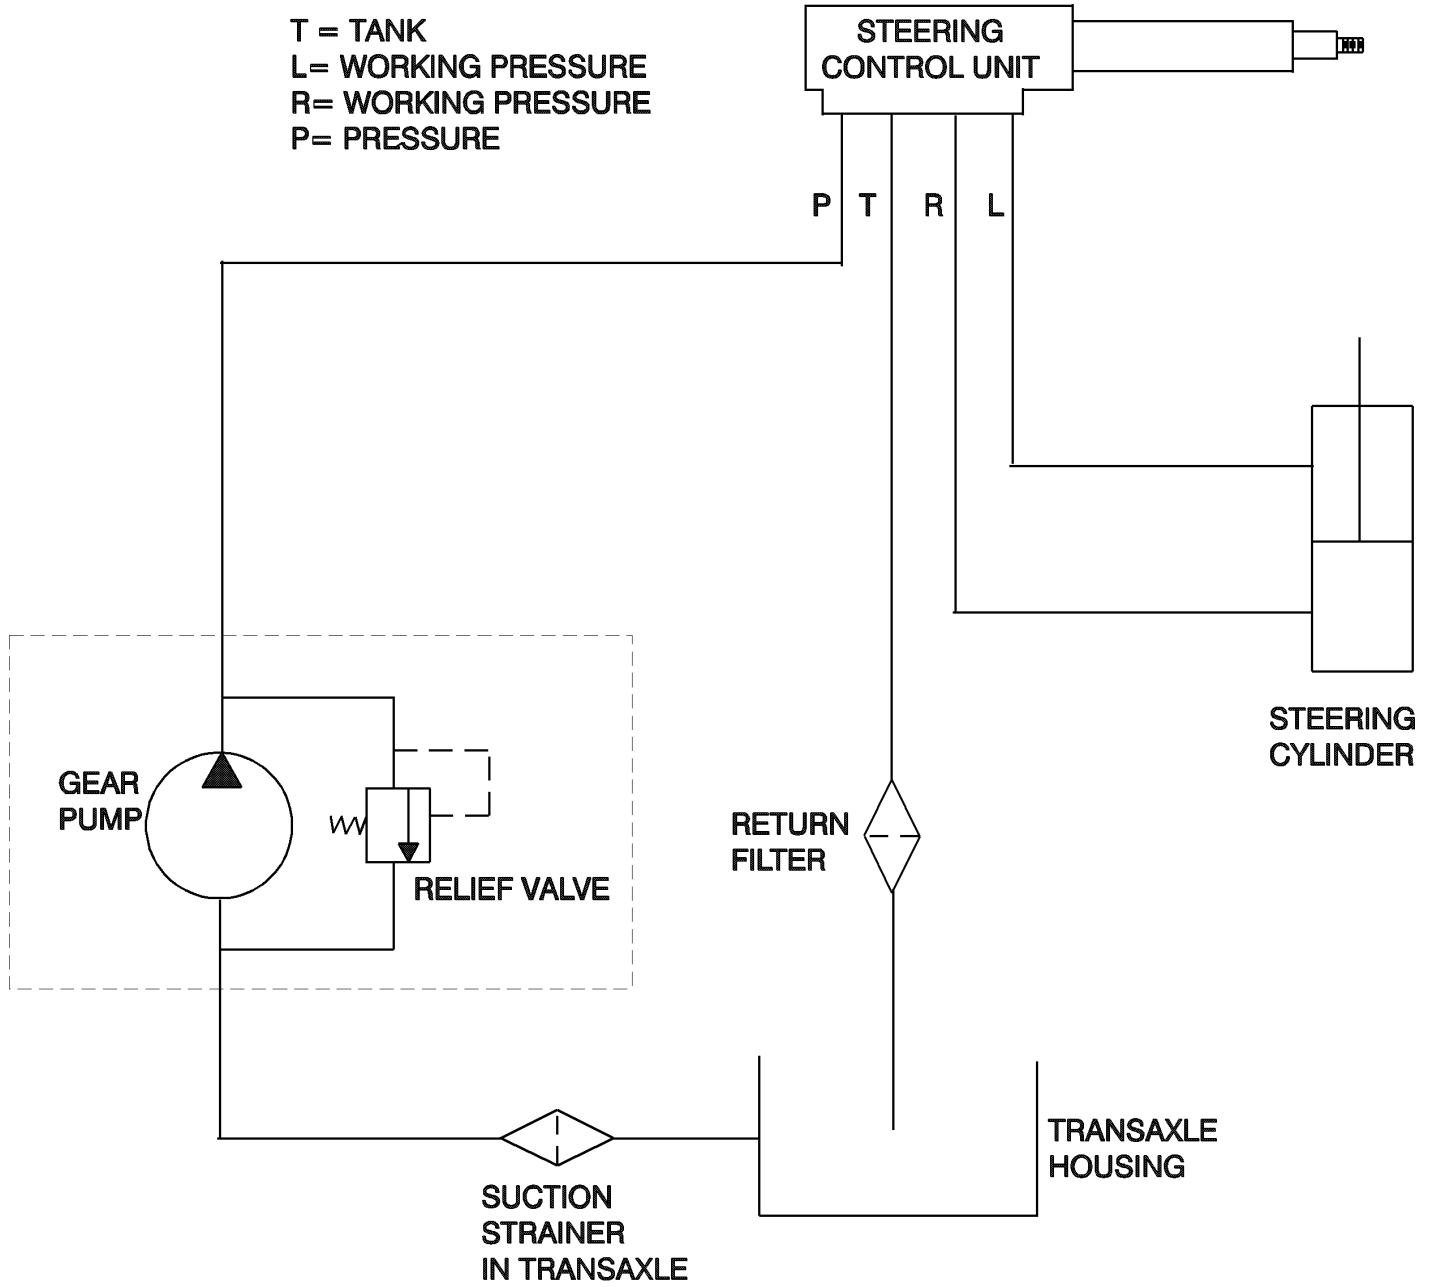 T = TANK
L= WORKING PRESSURE
R= WORKING PRESSURE
P= PRESSURE
STEERING
CONTROL UNIT
P T R L
STEERING
CYLINDER
GEAR
PUMP
RELIEF VALVE
RETURN
FILTER
TRANSAXLE
HOUSING
SUCTION
STRAINER
IN TRANSAXLE